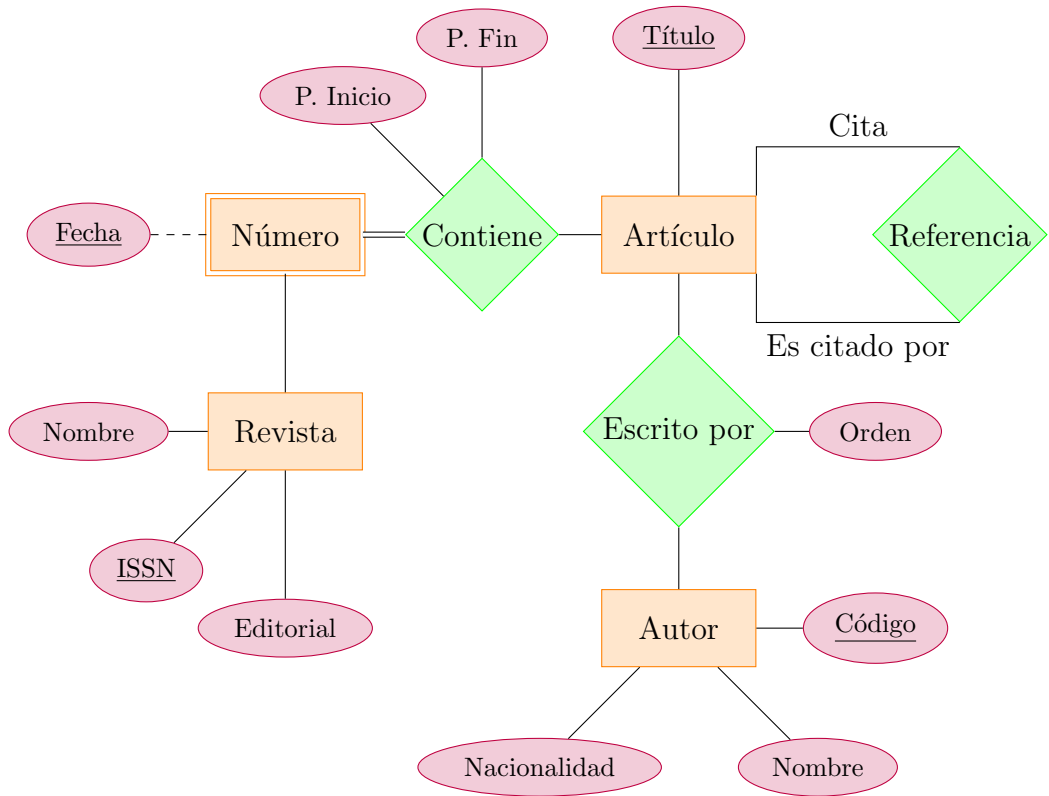 P. Fin
Título
P. Inicio
Cita
Fecha
Número
Contiene
Artículo
Referencia
Es citado por
Nombre
Revista
Escrito por
Orden
ISSN
Editorial
Autor
Código
Nacionalidad
Nombre